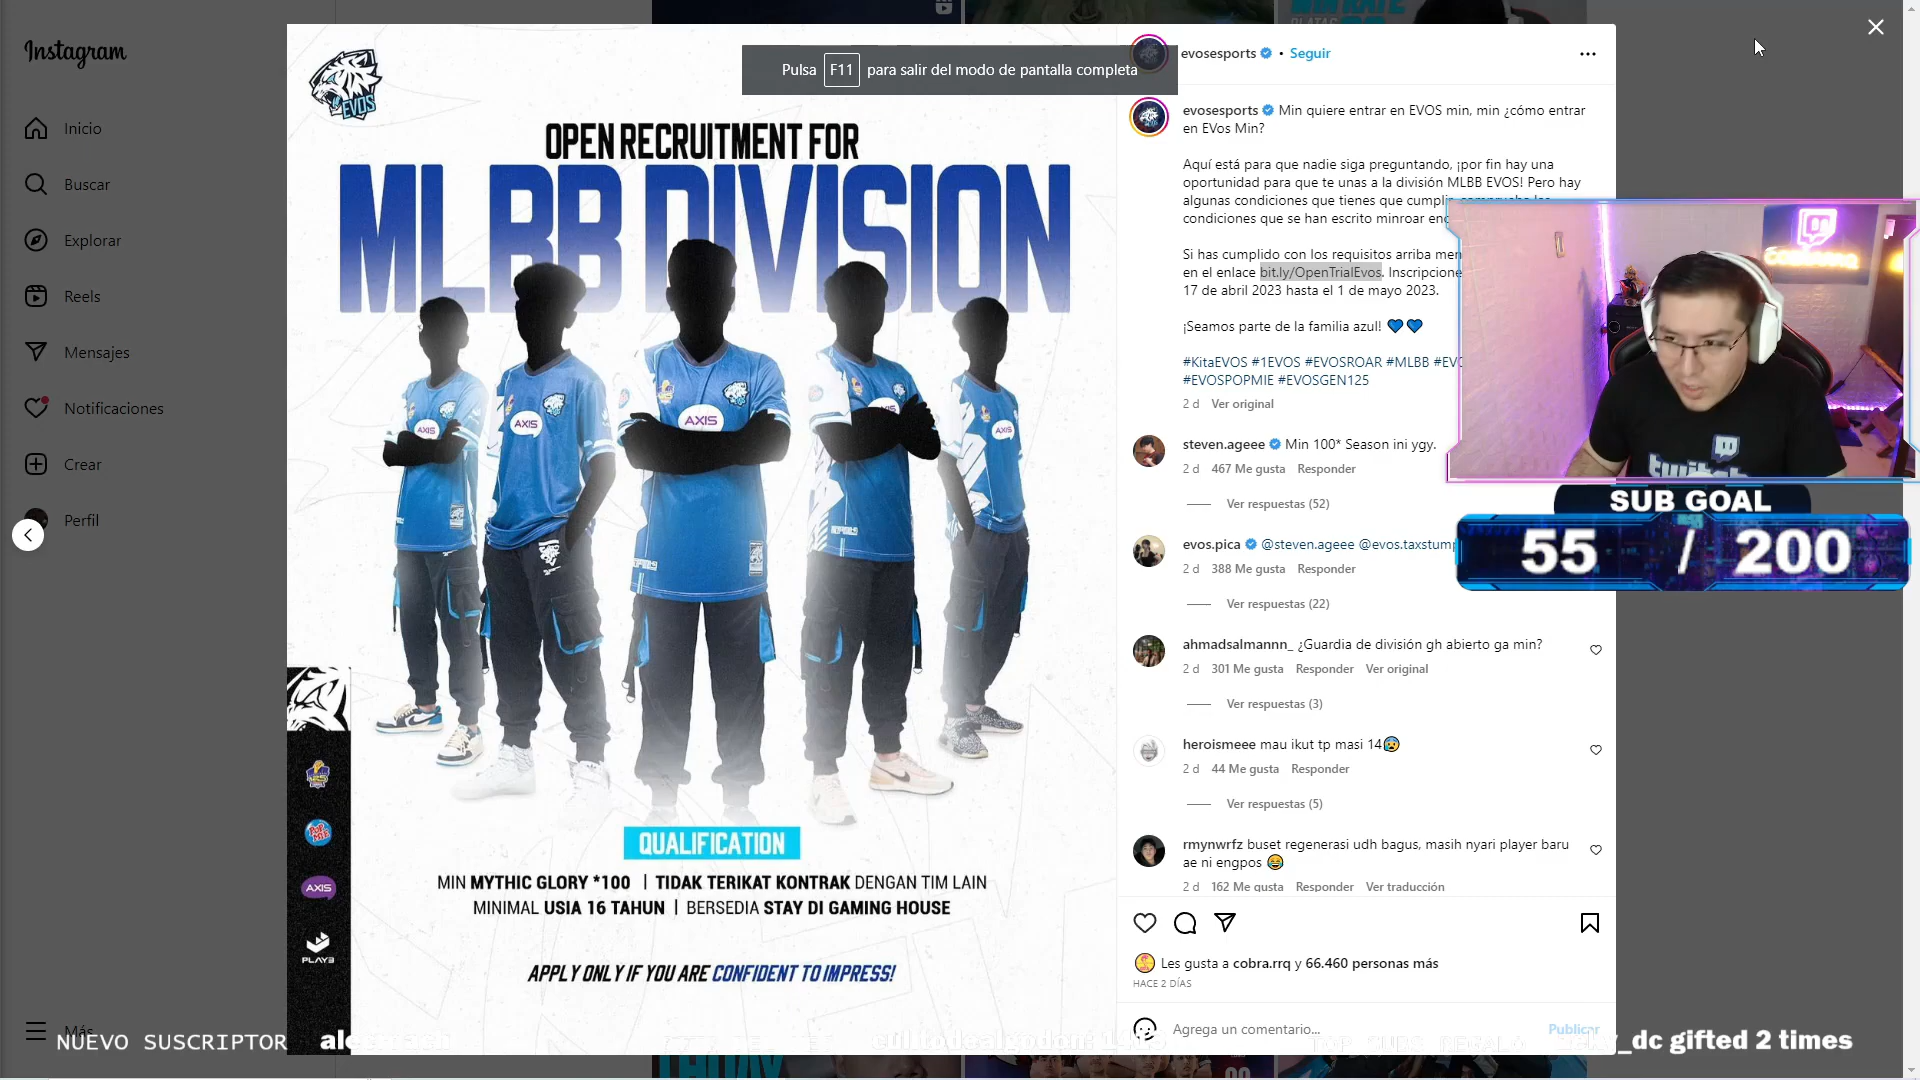 Instagram
Inicio
Buscar
Explorar
Reels
Mensajes
Notificaciones
Crear
Perfil
EVOS
OPEN RECRUITMENT FOR
MLBB DIVISION
AXIS
AXIS
AXIS
AXIS
POP MIE
AXIS
PLAY3
QUALIFICATION
MIN MYTHIC GLORY *100 | TIDAK TERIKAT KONTRAK DENGAN TIM LAIN
MINIMAL USIA 16 TAHUN | BERSEDIA STAY DI GAMING HOUSE
APPLY ONLY IF YOU ARE CONFIDENT TO IMPRESS!
Pulsa F11 para salir del modo de pantalla completa
evosesports • Seguir
evosesports Min quiere entrar en EVOS min, min ¿cómo entrar
en EVos Min?
Aquí está para que nadie siga preguntando, ¡por fin hay una
oportunidad para que te unas a la división MLBB EVOS! Pero hay
algunas condiciones que tienes que cumplir
condiciones que se han escrito minroar
Si has cumplido con los requisitos arriba
en el enlace bit.ly/OpenTrialEvos. Inscripcione
17 de abril 2023 hasta el 1 de mayo 2023.
¡Seamos parte de la familia azul! 💙💙
#KitaEVOS #1EVOS #EVOSROAR #MLBB
#EVOSPOPMIE #EVOSGEN125
2 d Ver original
steven.ageee Min 100* Season ini ygy.
2 d 467 Me gusta Responder
Ver respuestas (52)
evos.pica @steven.ageee @evos.taxstump
2 d 388 Me gusta Responder
Ver respuestas (22)
ahmadsalmannn_ ¿Guardia de división gh abierto ga min?
2 d 301 Me gusta Responder Ver original
Ver respuestas (3)
heroismeee mau ikut tp masi 14😰
2 d 44 Me gusta Responder
Ver respuestas (5)
rmynwrfz buset regenerasi udh bagus, masih nyari player baru
ae ni engpos 😂
2 d 162 Me gusta Responder Ver traducción
Les gusta a cobra.rrq y 66.460 personas más
HACE 2 DÍAS
Agrega un comentario...
Publicar
twitch
SUB GOAL
55 / 200
Más
NUEVO SUSCRIPTOR
_dc gifted 2 times